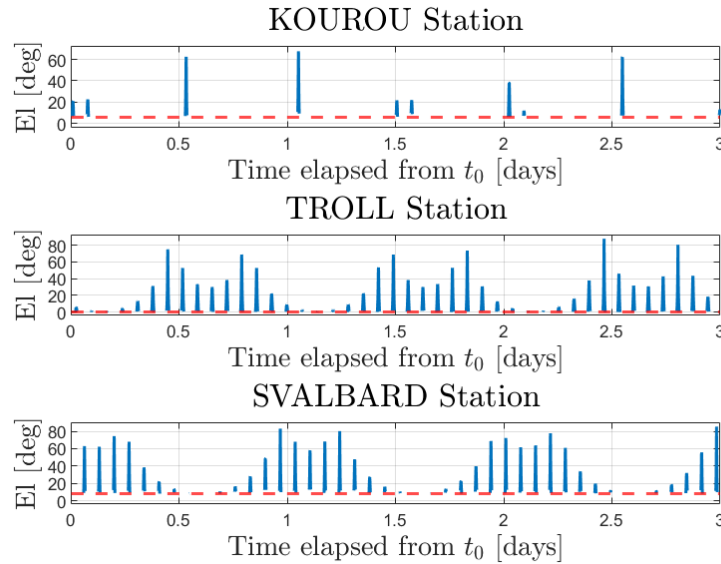 KOUROU Station
El [deg]
60
40
20
0
0 0.5 1 1.5 2 2.5 3
Time elapsed from t₀ [days]
TROLL Station
El [deg]
80
60
40
20
0
0 0.5 1 1.5 2 2.5 3
Time elapsed from t₀ [days]
SVALBARD Station
El [deg]
80
60
40
20
0
0 0.5 1 1.5 2 2.5 3
Time elapsed from t₀ [days]